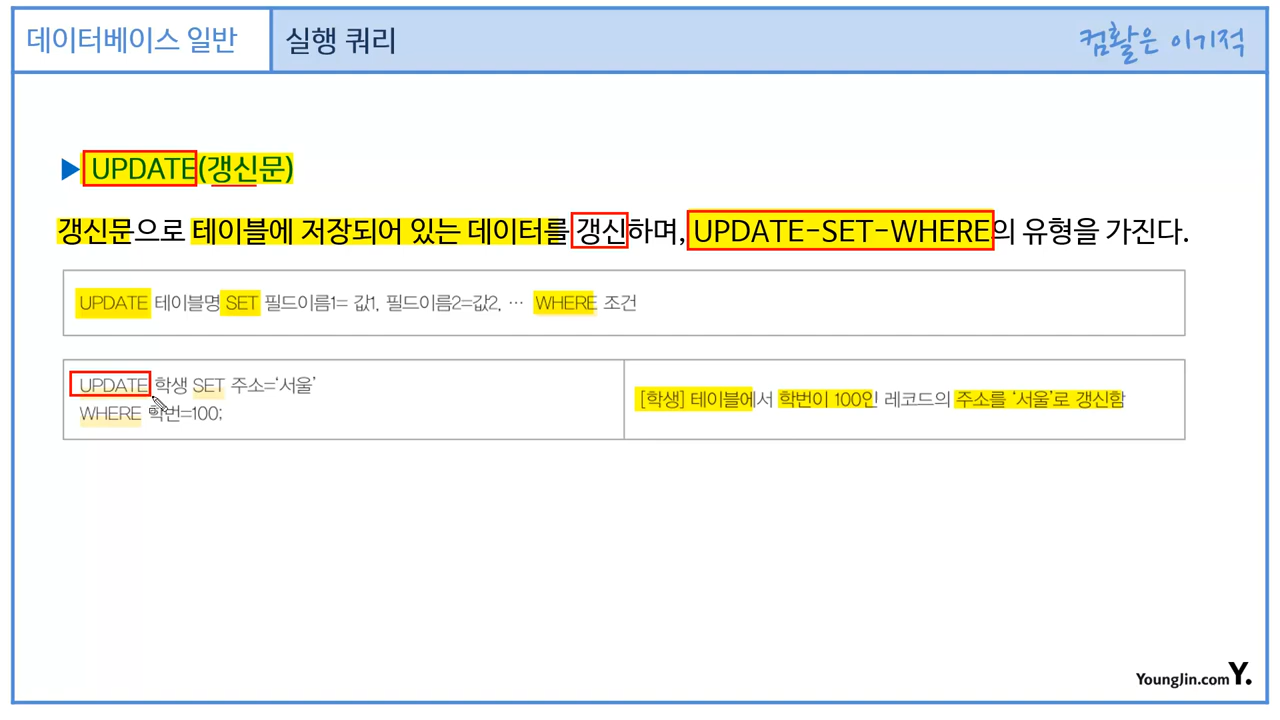 데이터베이스 일반
실행 쿼리
컴활은 이기적
▶ UPDATE(갱신문)
갱신문으로 테이블에 저장되어 있는 데이터를 갱신하며, UPDATE-SET-WHERE의 유형을 가진다.
UPDATE 테이블명 SET 필드이름1= 값1, 필드이름2=값2, … WHERE 조건
UPDATE 학생 SET 주소=‘서울’
WHERE 학번=100;
[학생] 테이블에서 학번이 100인 레코드의 주소를 ‘서울’로 갱신함
YoungJin.com Y.